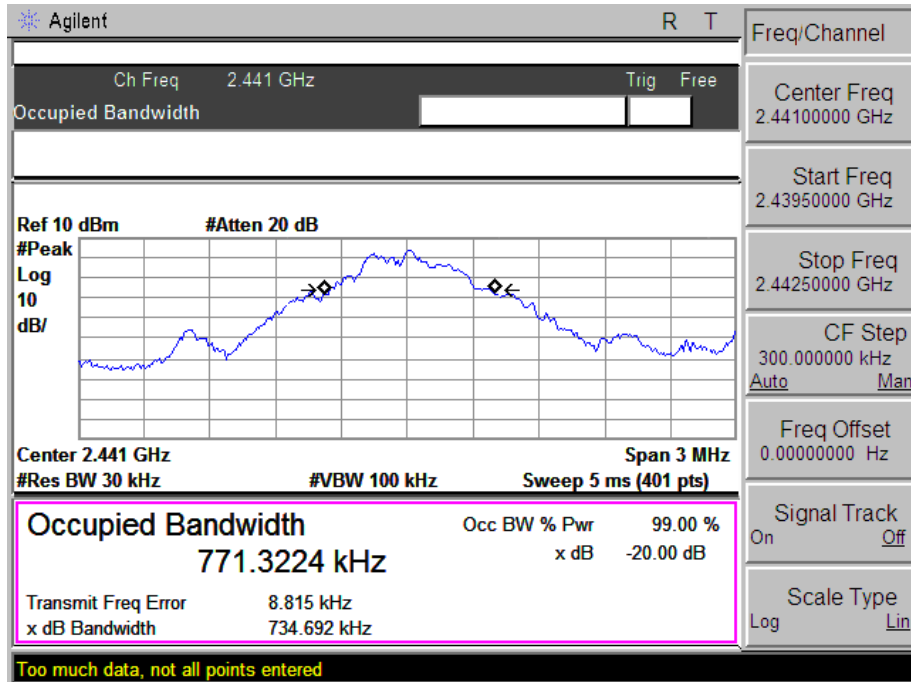 Agilent R T
Freq/Channel
Ch Freq 2.441 GHz Trig Free
Occupied Bandwidth
Center Freq
2.44100000 GHz
Start Freq
2.43950000 GHz
Stop Freq
2.44250000 GHz
CF Step
300.000000 kHz
Auto Man
Freq Offset
0.00000000 Hz
Signal Track
On Off
Scale Type
Log Lin
Ref 10 dBm #Atten 20 dB
#Peak
Log
10
dB/
Center 2.441 GHz Span 3 MHz
#Res BW 30 kHz #VBW 100 kHz Sweep 5 ms (401 pts)
Occupied Bandwidth Occ BW % Pwr 99.00 %
771.3224 kHz x dB -20.00 dB
Transmit Freq Error 8.815 kHz
x dB Bandwidth 734.692 kHz
Too much data, not all points entered